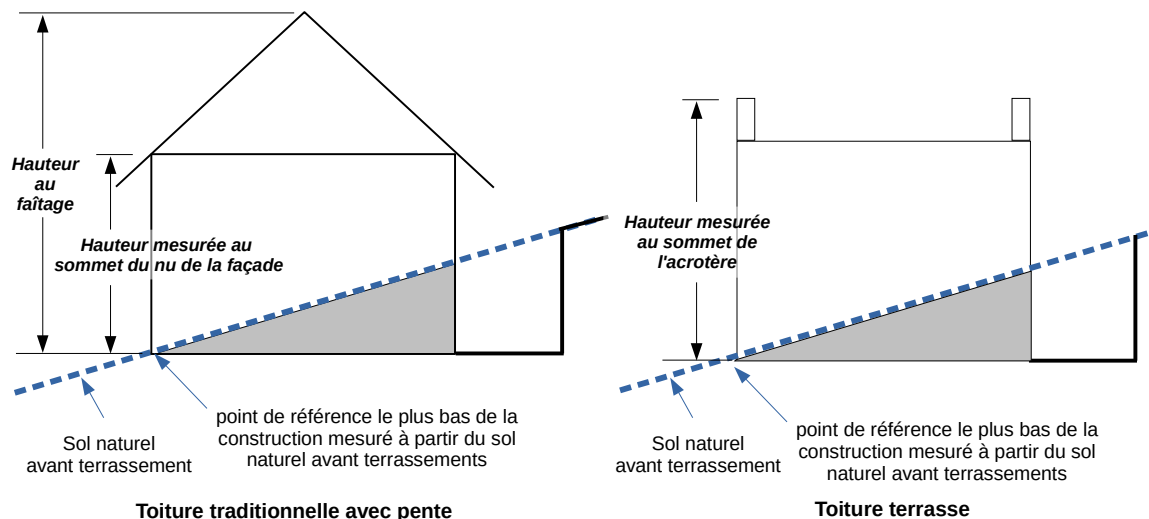 Hauteur
au
faîtage
Hauteur mesurée au
sommet du nu de la façade
Sol naturel
avant terrassement
point de référence le plus bas de la
construction mesuré à partir du sol
naturel avant terrassements
Toiture traditionnelle avec pente
Hauteur mesurée
au sommet de
l'acrotère
Sol naturel
avant terrassement
point de référence le plus bas de la
construction mesuré à partir du sol
naturel avant terrassements
Toiture terrasse